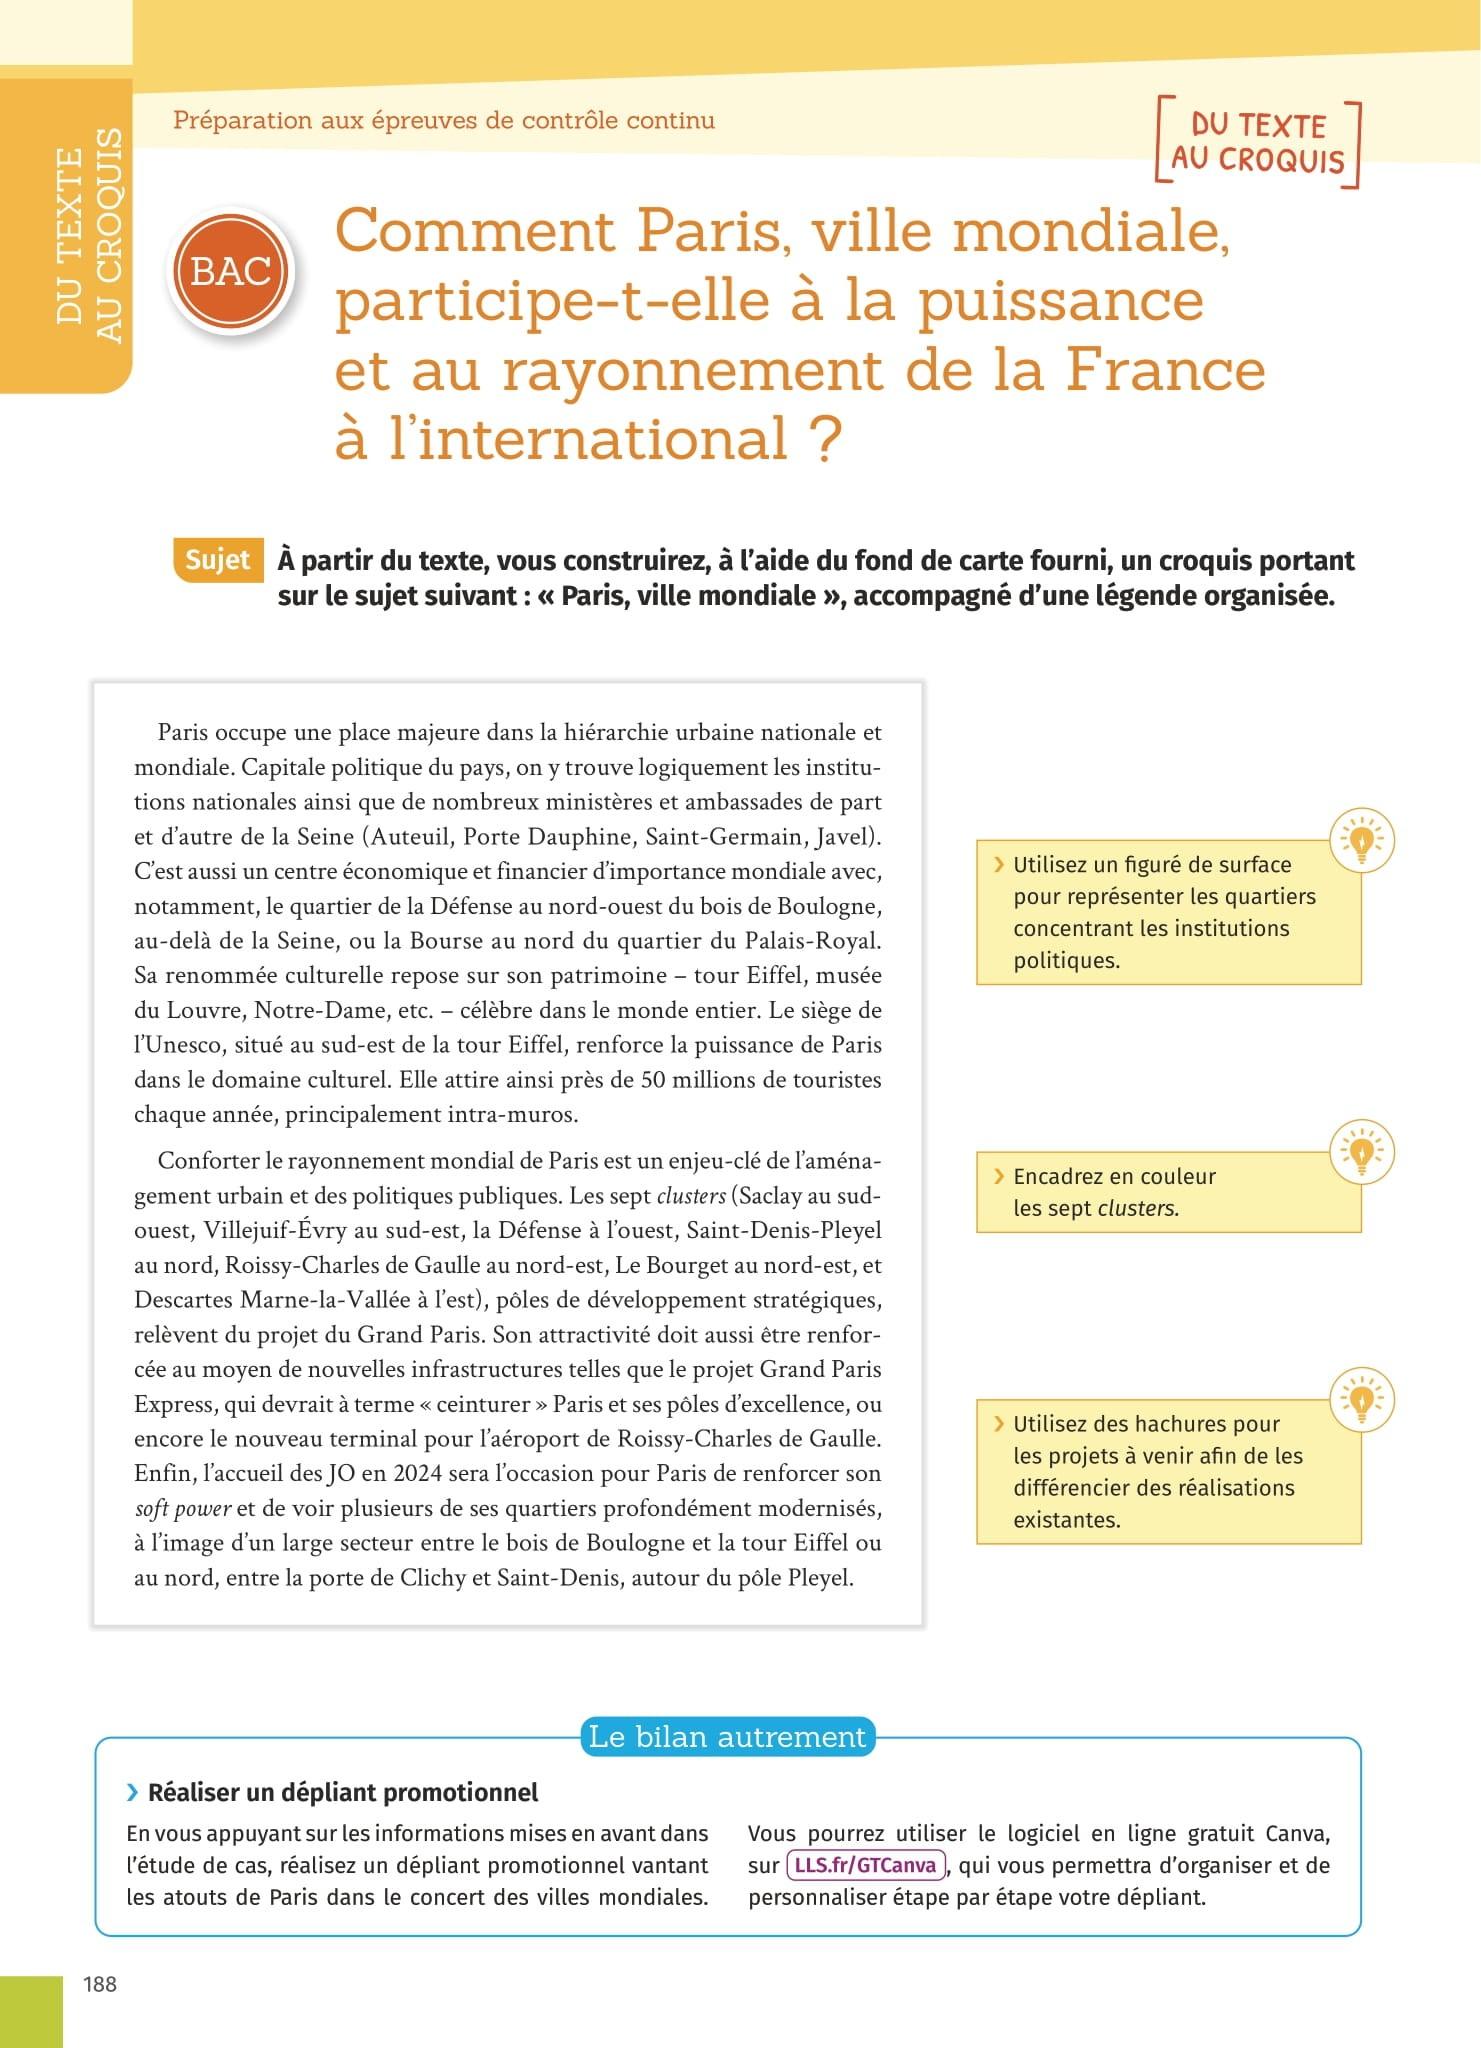 DU TEXTE
AU CROQUIS
Préparation aux épreuves de contrôle continu
DU TEXTE
AU CROQUIS
BAC
Comment Paris, ville mondiale,
participe-t-elle à la puissance
et au rayonnement de la France
à l'international ?
Sujet
À partir du texte, vous construirez, à l'aide du fond de carte fourni, un croquis portant
sur le sujet suivant : « Paris, ville mondiale », accompagné d'une légende organisée.
Paris occupe une place majeure dans la hiérarchie urbaine nationale et
mondiale. Capitale politique du pays, on y trouve logiquement les institu-
tions nationales ainsi que de nombreux ministères et ambassades de part
et d'autre de la Seine (Auteuil, Porte Dauphine, Saint-Germain, Javel).
C'est aussi un centre économique et financier d'importance mondiale avec,
notamment, le quartier de la Défense au nord-ouest du bois de Boulogne,
au-delà de la Seine, ou la Bourse au nord du quartier du Palais-Royal.
Sa renommée culturelle repose sur son patrimoine – tour Eiffel, musée
du Louvre, Notre-Dame, etc. – célèbre dans le monde entier. Le siège de
l'Unesco, situé au sud-est de la tour Eiffel, renforce la puissance de Paris
dans le domaine culturel. Elle attire ainsi près de 50 millions de touristes
chaque année, principalement intra-muros.
Conforter le rayonnement mondial de Paris est un enjeu-clé de l'aména-
gement urbain et des politiques publiques. Les sept clusters (Saclay au sud-
ouest, Villejuif-Évry au sud-est, la Défense à l'ouest, Saint-Denis-Pleyel
au nord, Roissy-Charles de Gaulle au nord-est, Le Bourget au nord-est, et
Descartes Marne-la-Vallée à l'est), pôles de développement stratégiques,
relèvent du projet du Grand Paris. Son attractivité doit aussi être renfor-
cée au moyen de nouvelles infrastructures telles que le projet Grand Paris
Express, qui devrait à terme « ceinturer » Paris et ses pôles d'excellence, ou
encore le nouveau terminal pour l'aéroport de Roissy-Charles de Gaulle.
Enfin, l'accueil des JO en 2024 sera l'occasion pour Paris de renforcer son
soft power et de voir plusieurs de ses quartiers profondément modernisés,
à l'image d'un large secteur entre le bois de Boulogne et la tour Eiffel ou
au nord, entre la porte de Clichy et Saint-Denis, autour du pôle Pleyel.
› Utilisez un figuré de surface
pour représenter les quartiers
concentrant les institutions
politiques.
› Encadrez en couleur
les sept clusters.
› Utilisez des hachures pour
les projets à venir afin de les
différencier des réalisations
existantes.
Le bilan autrement
› Réaliser un dépliant promotionnel
En vous appuyant sur les informations mises en avant dans
l'étude de cas, réalisez un dépliant promotionnel vantant
les atouts de Paris dans le concert des villes mondiales.
Vous pourrez utiliser le logiciel en ligne gratuit Canva,
sur LLS.fr/GTCanva, qui vous permettra d'organiser et de
personnaliser étape par étape votre dépliant.
188